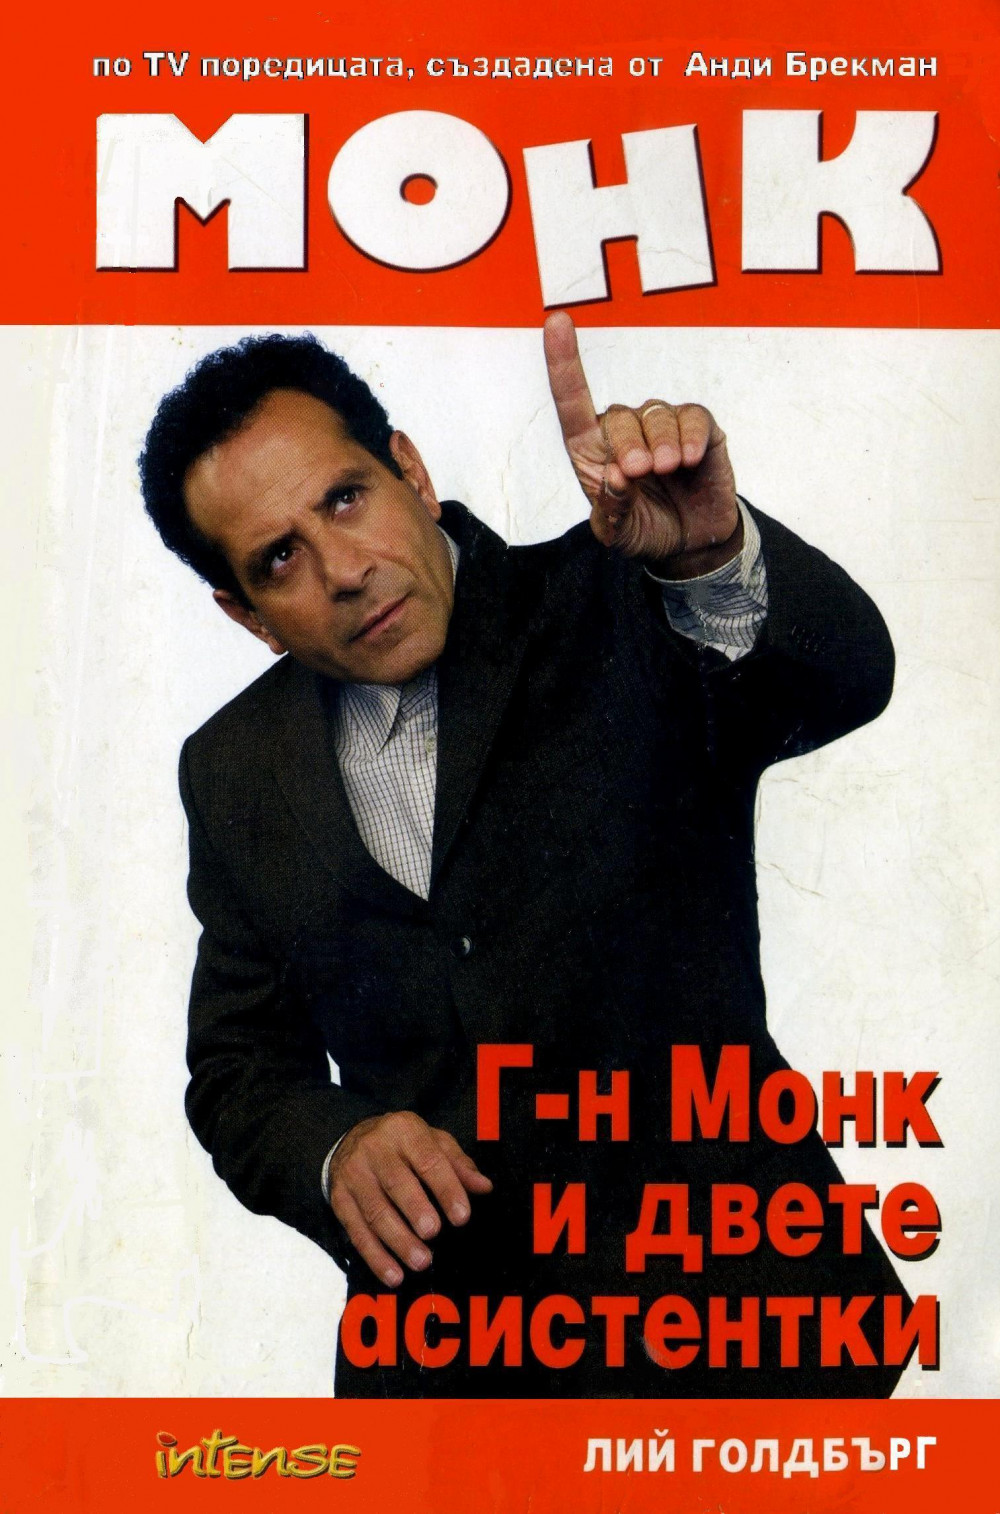 по TV поредицата, създадена от Анди Брекман
МОНК
Г-н Монк
и двете
асистентки
intense
ЛИЙ ГОЛДБЪРГ